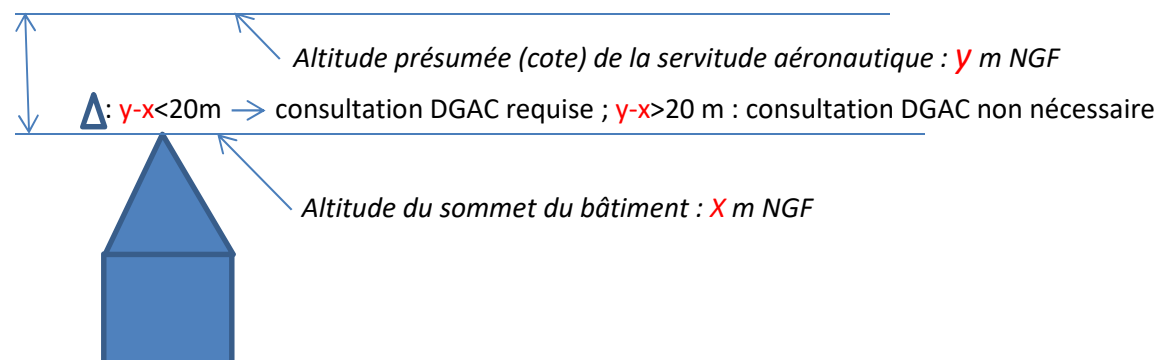 Altitude présumée (cote) de la servitude aéronautique : y m NGF
Δ: y-x<20m → consultation DGAC requise ; y-x>20 m : consultation DGAC non nécessaire
Altitude du sommet du bâtiment : X m NGF